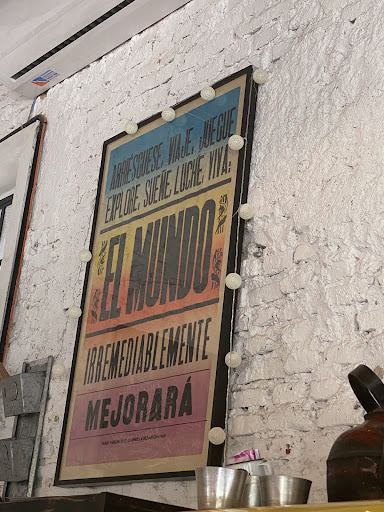 ARRIÉSGUESE, VIAJE, JUEGUE
EXPLORE, SUEÑE, LUCHE, VIVA:
EL MUNDO
IRREMEDIABLEMENTE
MEJORARÁ